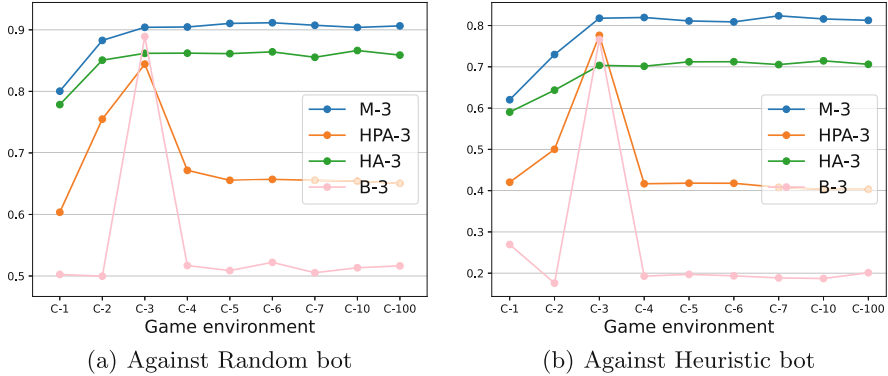 0.9
0.8
0.7
0.6
0.5
M-3
HPA-3
HA-3
B-3
C-1 C-2 C-3 C-4 C-5 C-6 C-7 C-10 C-100
Game environment
(a) Against Random bot
0.8
0.7
0.6
0.5
0.4
0.3
0.2
M-3
HPA-3
HA-3
B-3
C-1 C-2 C-3 C-4 C-5 C-6 C-7 C-10 C-100
Game environment
(b) Against Heuristic bot